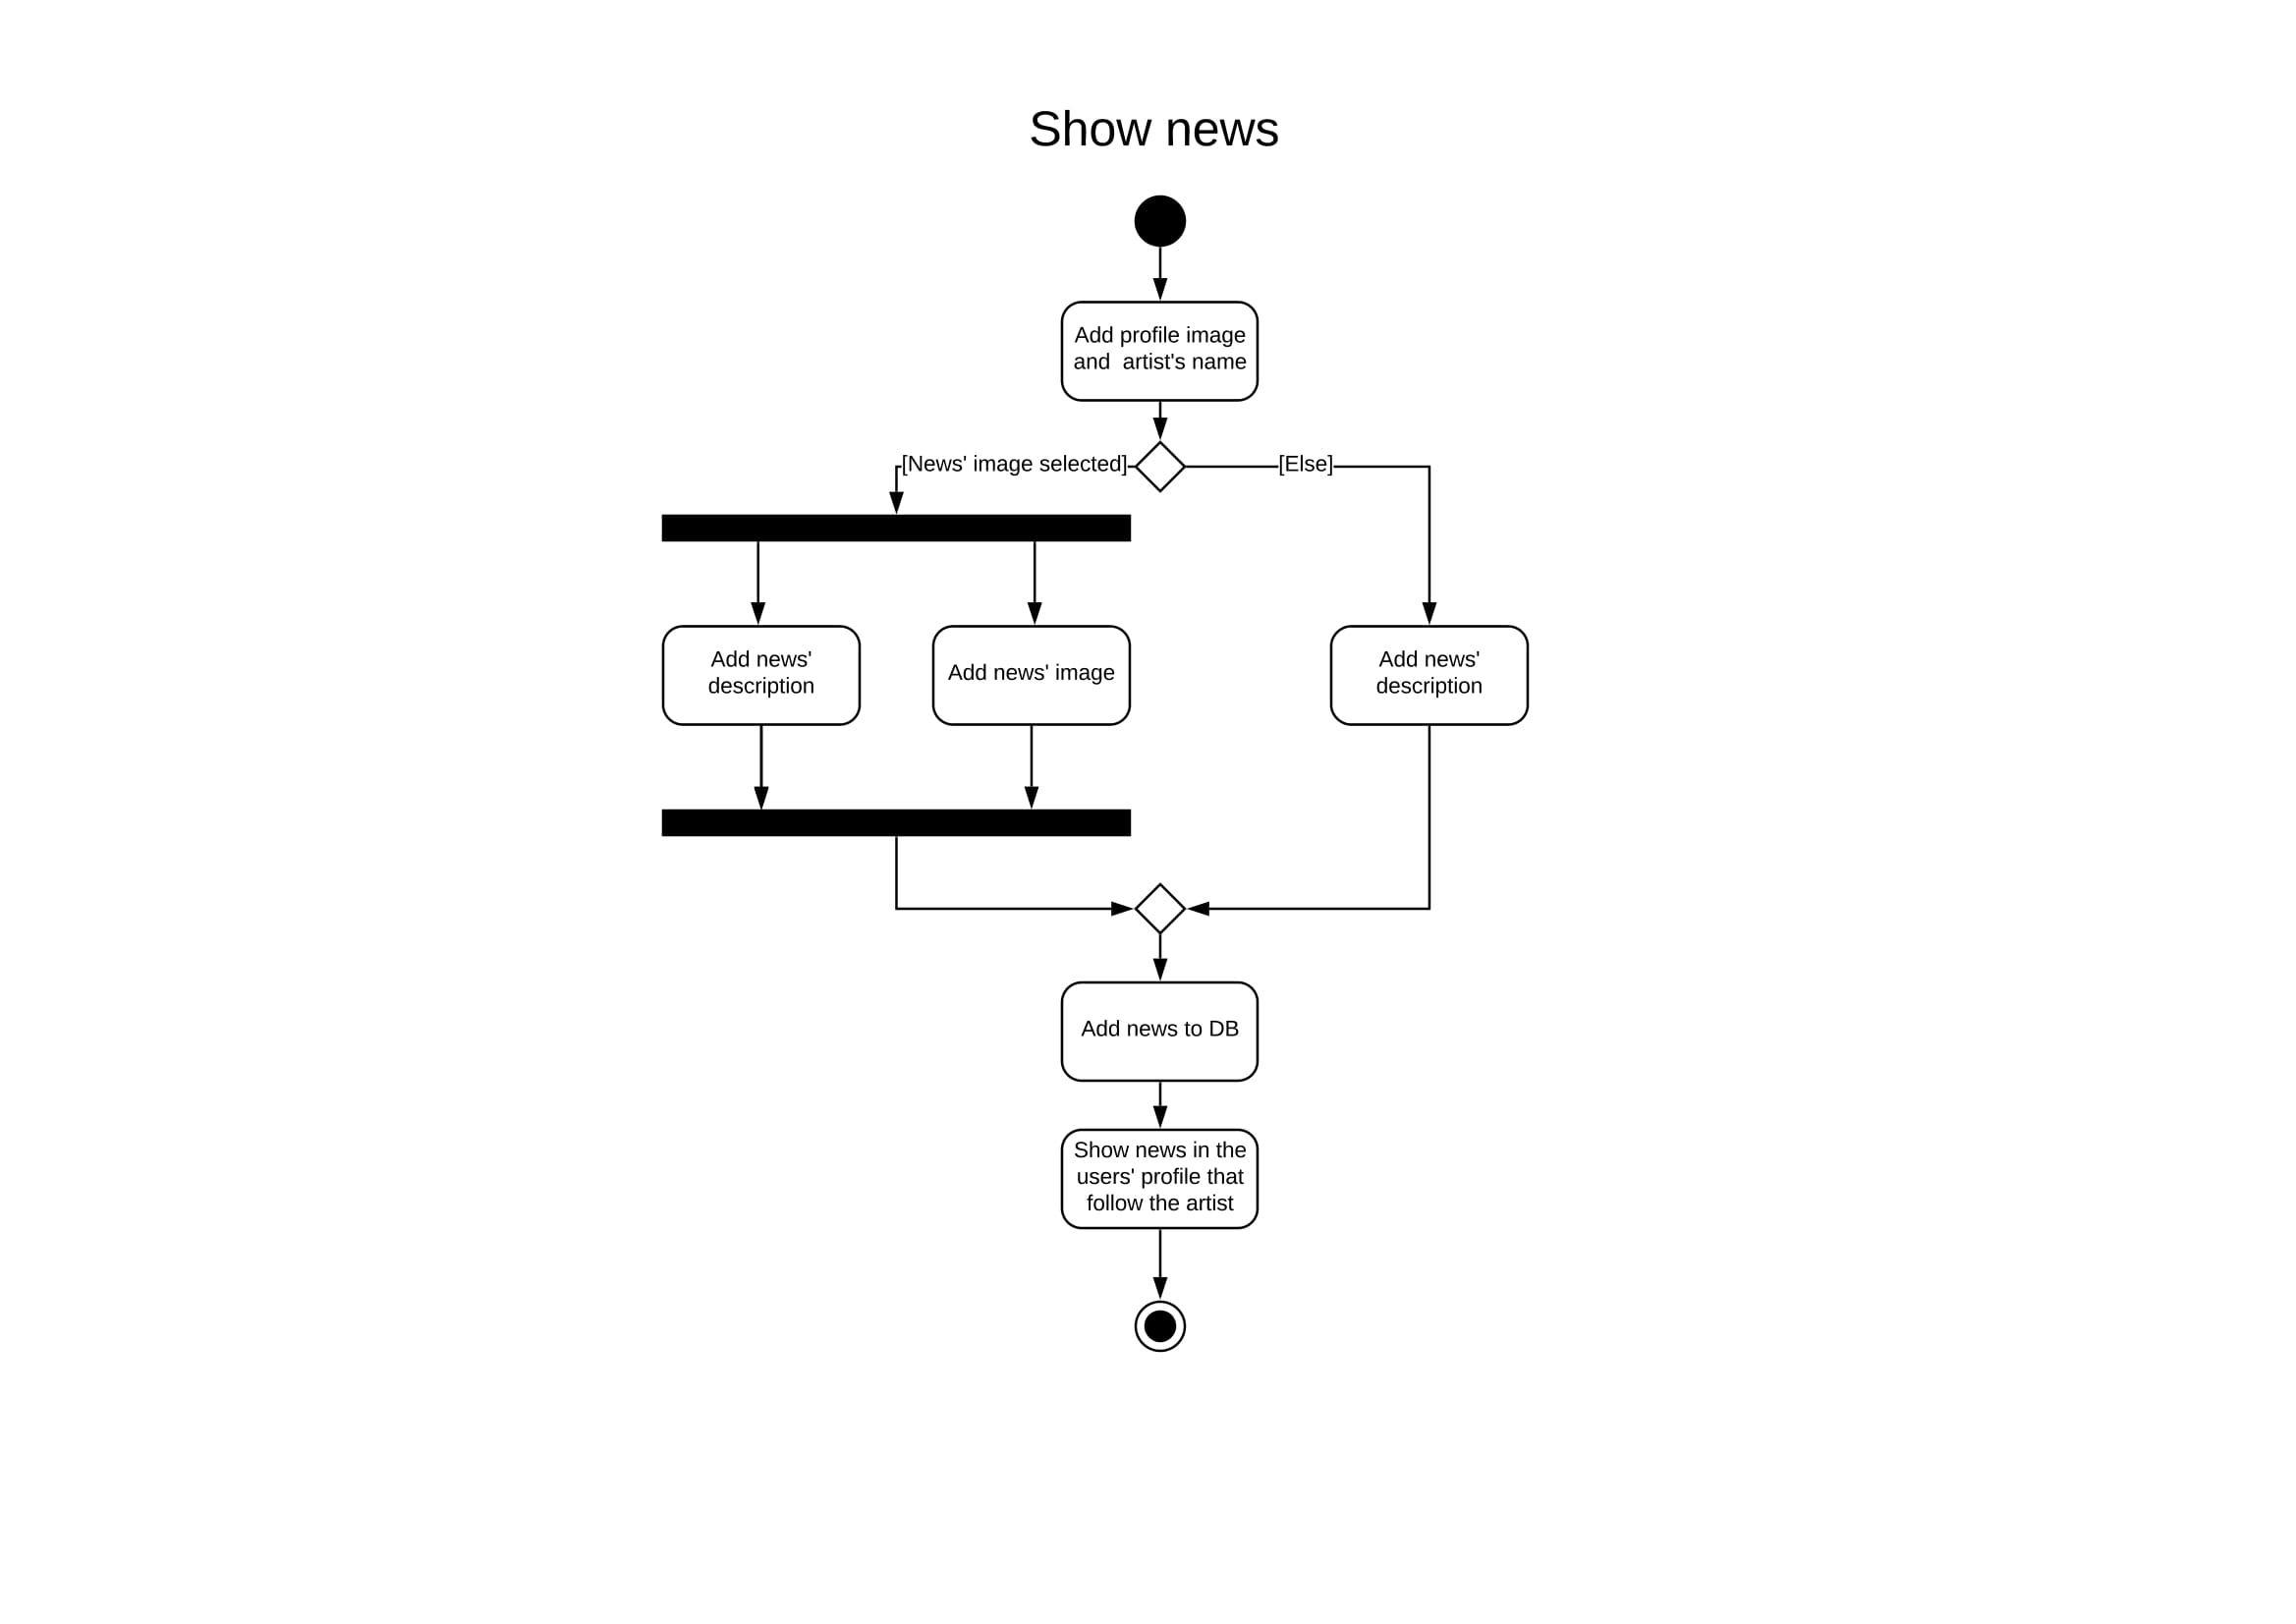 Show news
Add profile image
and  artist's name
[News' image selected]
[Else]
Add news'
description
Add news' image
Add news'
description
Add news to DB
Show news in the
users' profile that
follow the artist